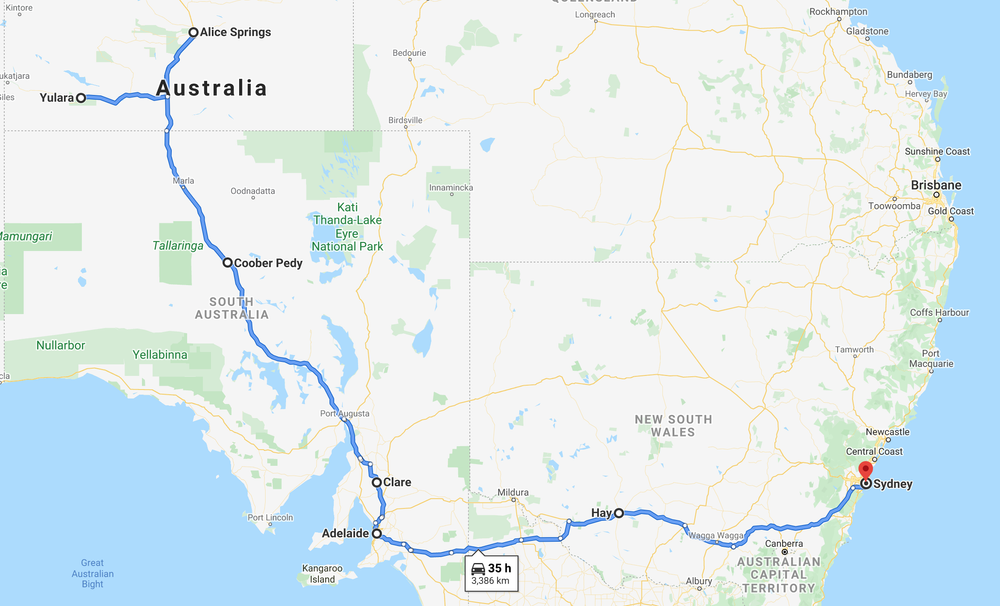 Kintore
Alice Springs
QUEENSLAND
Longreach
Rockhampton
Gladstone
Bedourie
Australia
Yulara
Bundaberg
Hervey Bay
Birdsville
Sunshine Coast
Brisbane
Toowoomba
Gold Coast
Marla
Oodnadatta
Innamincka
Kati
Thanda-Lake
Eyre
National Park
Mamungari
Tallaringa
Coober Pedy
SOUTH
AUSTRALIA
Coffs Harbour
Nullarbor
Yellabinna
Tamworth
Port
Macquarie
Port Augusta
NEW SOUTH
WALES
Newcastle
Central Coast
Clare
Sydney
Mildura
Hay
Port Lincoln
Adelaide
Wagga Wagga
Canberra
Kangaroo
Island
35 h
3,386 km
Great
Australian
Bight
Albury
AUSTRALIAN
CAPITAL
TERRITORY